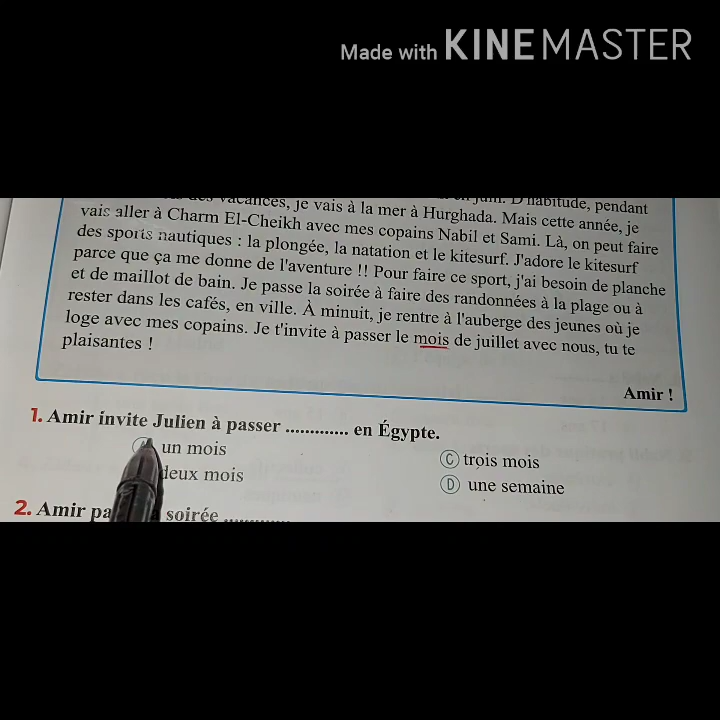 Made with KINEMASTER
vacances, je vais à la mer à Hurghada. Mais cette année, je
D'habitude, pendant
vais aller à Charm El-Cheikh avec mes copains Nabil et Sami. Là, on peut faire
des sports nautiques : la plongée, la natation et le kitesurf. J'adore le kitesurf
parce que ça me donne de l'aventure !! Pour faire ce sport, j'ai besoin de planche
et de maillot de bain. Je passe la soirée à faire des randonnées à la plage ou à
rester dans les cafés, en ville. À minuit, je rentre à l'auberge des jeunes où je
loge avec mes copains. Je t'invite à passer le mois de juillet avec nous, tu te
plaisantes !
Amir !
1. Amir invite Julien à passer ............. en Égypte.
un mois
deux mois
C trois mois
D une semaine
2. Amir soirée ............